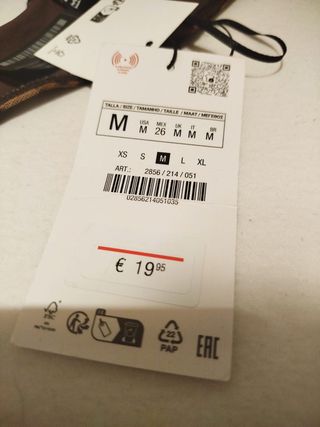 TALLA / SIZE / TAMANHO / TAILLE / MAAT / ΜΕΓΕΘΟΣ
M USA M MEX 26 UK M IT M BR M
XS S M L XL
ART.: 2856 / 214 / 051
02856214051035
€ 19 95
22
PAP
EAC